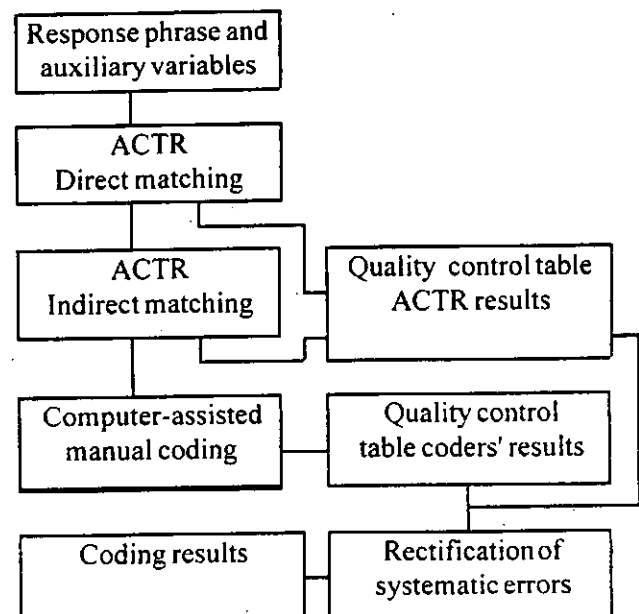 Response phrase and
auxiliary variables
ACTR
Direct matching
ACTR
Indirect matching
Quality control table
ACTR results
Computer-assisted
manual coding
Quality control
table coders' results
Coding results
Rectification of
systematic errors